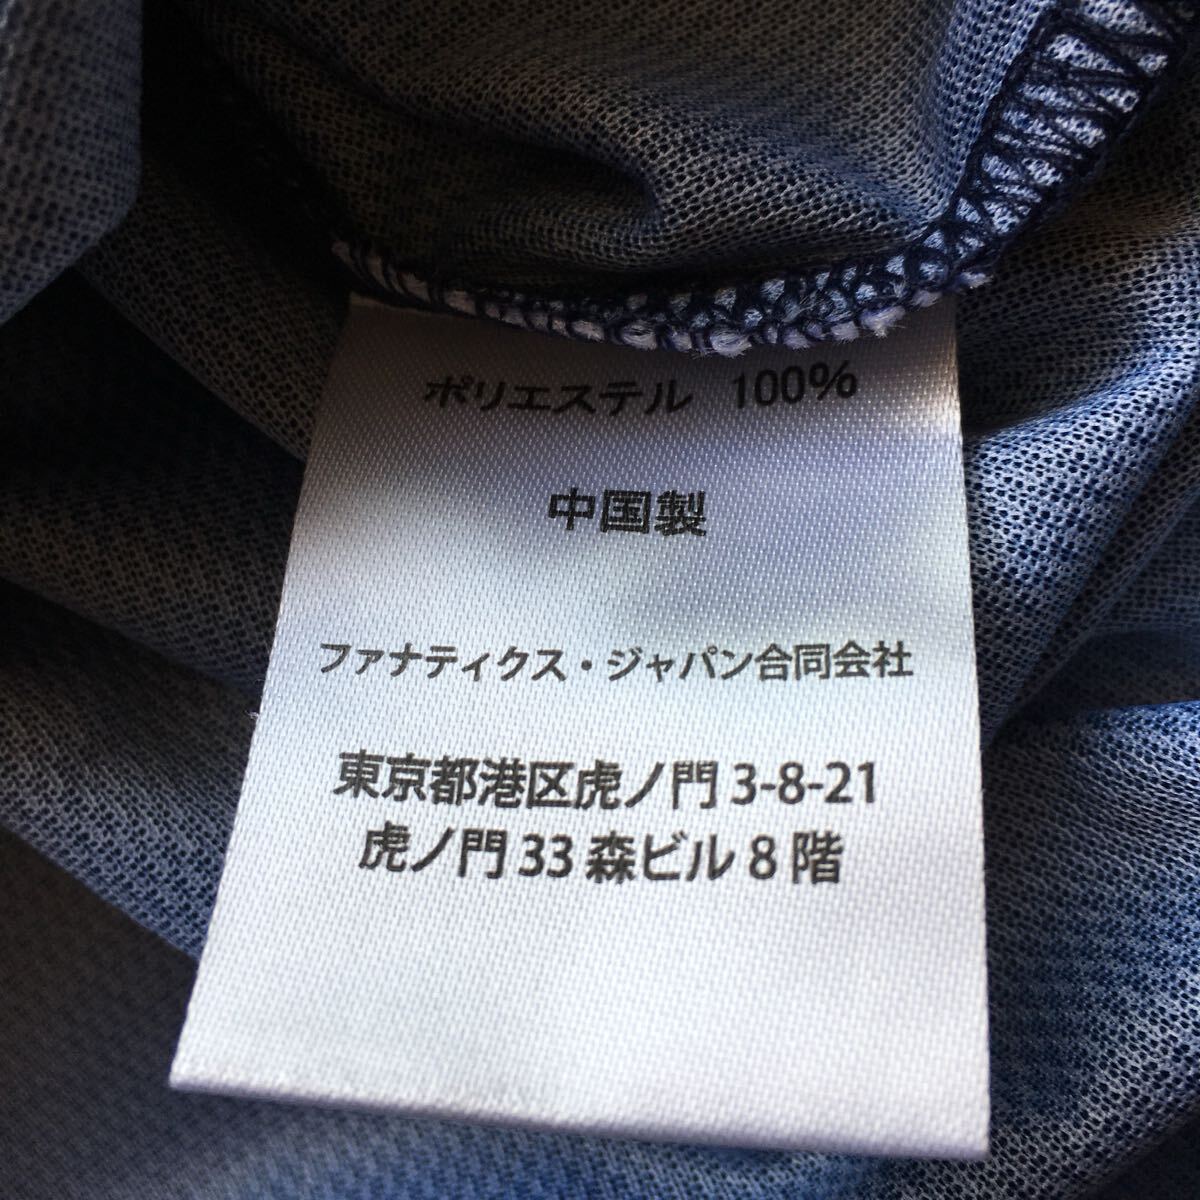 ポリエステル 100%
中国製
ファナティクス・ジャパン合同会社
東京都港区虎ノ門 3-8-21
虎ノ門 33 森ビル 8 階